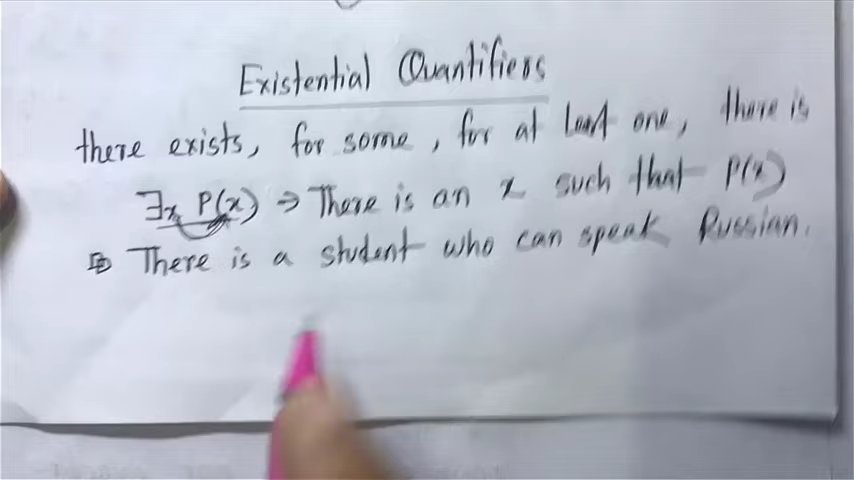 Existential Quantifiers
there exists, for some, for at least one, there is
∃x P(x) ⇒ There is an x such that P(x)
There is a student who can speak Russian.